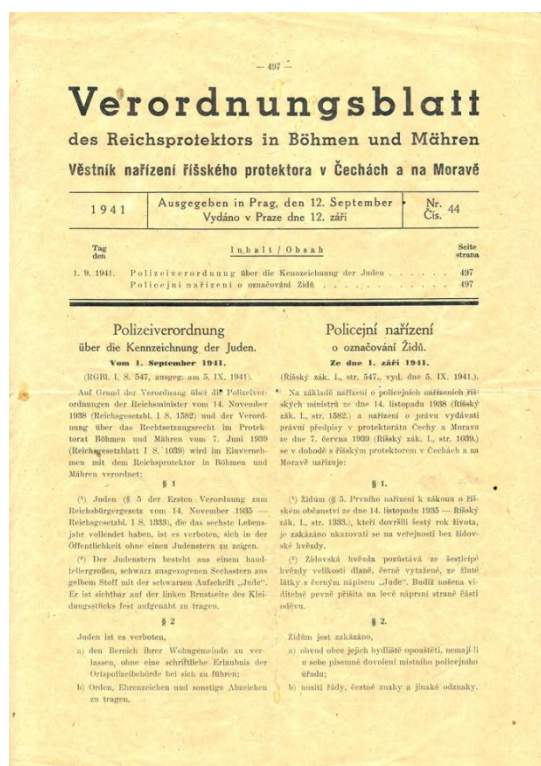 — 497 —
Verordnungsblatt
des Reichsprotektors in Böhmen und Mähren
Věstník nařízení říšského protektora v Čechách a na Moravě
1941
Ausgegeben in Prag, den 12. September
Vydáno v Praze dne 12. září
Nr.
Čís. 44
Tag
den
Inhalt / Obsah
Seite
strana
1. 9. 1941. Polizeiverordnung über die Kennzeichnung der Juden . . . . . . 497
Policejní nařízení o označování Židů . . . . . . . . . . . 497
Polizeiverordnung
über die Kennzeichnung der Juden.
Vom 1. September 1941.
(RGBl. I, S. 547, ausgeg. am 5. IX. 1941).
Auf Grund der Verordnung über die Polizeiver-
ordnungen der Reichsminister vom 14. November
1938 (Reichsgesetzbl. I S. 1582) und der Verord-
nung über das Rechtsetzungsrecht im Protek-
torat Böhmen und Mähren vom 7. Juni 1939
(Reichsgesetzblatt I S. 1039) wird im Einverneh-
men mit dem Reichsprotektor in Böhmen und
Mähren verordnet:
§ 1
(¹) Juden (§ 5 der Ersten Verordnung zum
Reichsbürgergesetz vom 14. November 1935 —
Reichsgesetzbl. I S. 1333), die das sechste Lebens-
jahr vollendet haben, ist es verboten, sich in der
Öffentlichkeit ohne einen Judenstern zu zeigen.
(²) Der Judenstern besteht aus einem hand-
tellergroßen, schwarz ausgezogenen Sechsstern aus
gelbem Stoff mit der schwarzen Aufschrift „Jude“.
Er ist sichtbar auf der linken Brustseite des Klei-
dungsstücks fest aufgenäht zu tragen.
§ 2
Juden ist es verboten,
a) den Bereich ihrer Wohngemeinde zu ver-
lassen, ohne eine schriftliche Erlaubnis der
Ortspolizeibehörde bei sich zu führen;
b) Orden, Ehrenzeichen und sonstige Abzeichen
zu tragen.
Policejní nařízení
o označování Židů.
Ze dne 1. září 1941.
(Říšský zák. I., str. 547., vyd. dne 5. IX. 1941.).
Na základě nařízení o policejních nařízeních říš-
ských ministrů ze dne 14. listopadu 1938 (Říšský
zák. I., str. 1582.) a nařízení o právu vydávati
právní předpisy v protektorátu Čechy a Morava
ze dne 7. června 1939 (Říšský zák. I., str. 1039.)
se v dohodě s říšským protektorem v Čechách a na
Moravě nařizuje:
§ 1.
(¹) Židům (§ 5. Prvního nařízení k zákonu o říš-
ském občanství ze dne 14. listopadu 1935 — Říšský
zák. I., str. 1333.), kteří dovršili šestý rok života,
je zakázáno ukazovati se na veřejnosti bez židov-
ské hvězdy.
(²) Židovská hvězda pozůstává ze šesticípé
hvězdy velikosti dlaně, černě vytažené, ze žluté
látky s černým nápisem „Jude“. Budiž nošena vi-
ditelně pevně přišita na levé náprsní straně části
oděvu.
§ 2.
Židům jest zakázáno,
a) obvod obce jejich bydliště opouštěti, nemají-li
u sebe písemné dovolení místního policejního
úřadu;
b) nositi řády, čestné znaky a jinaké odznaky.